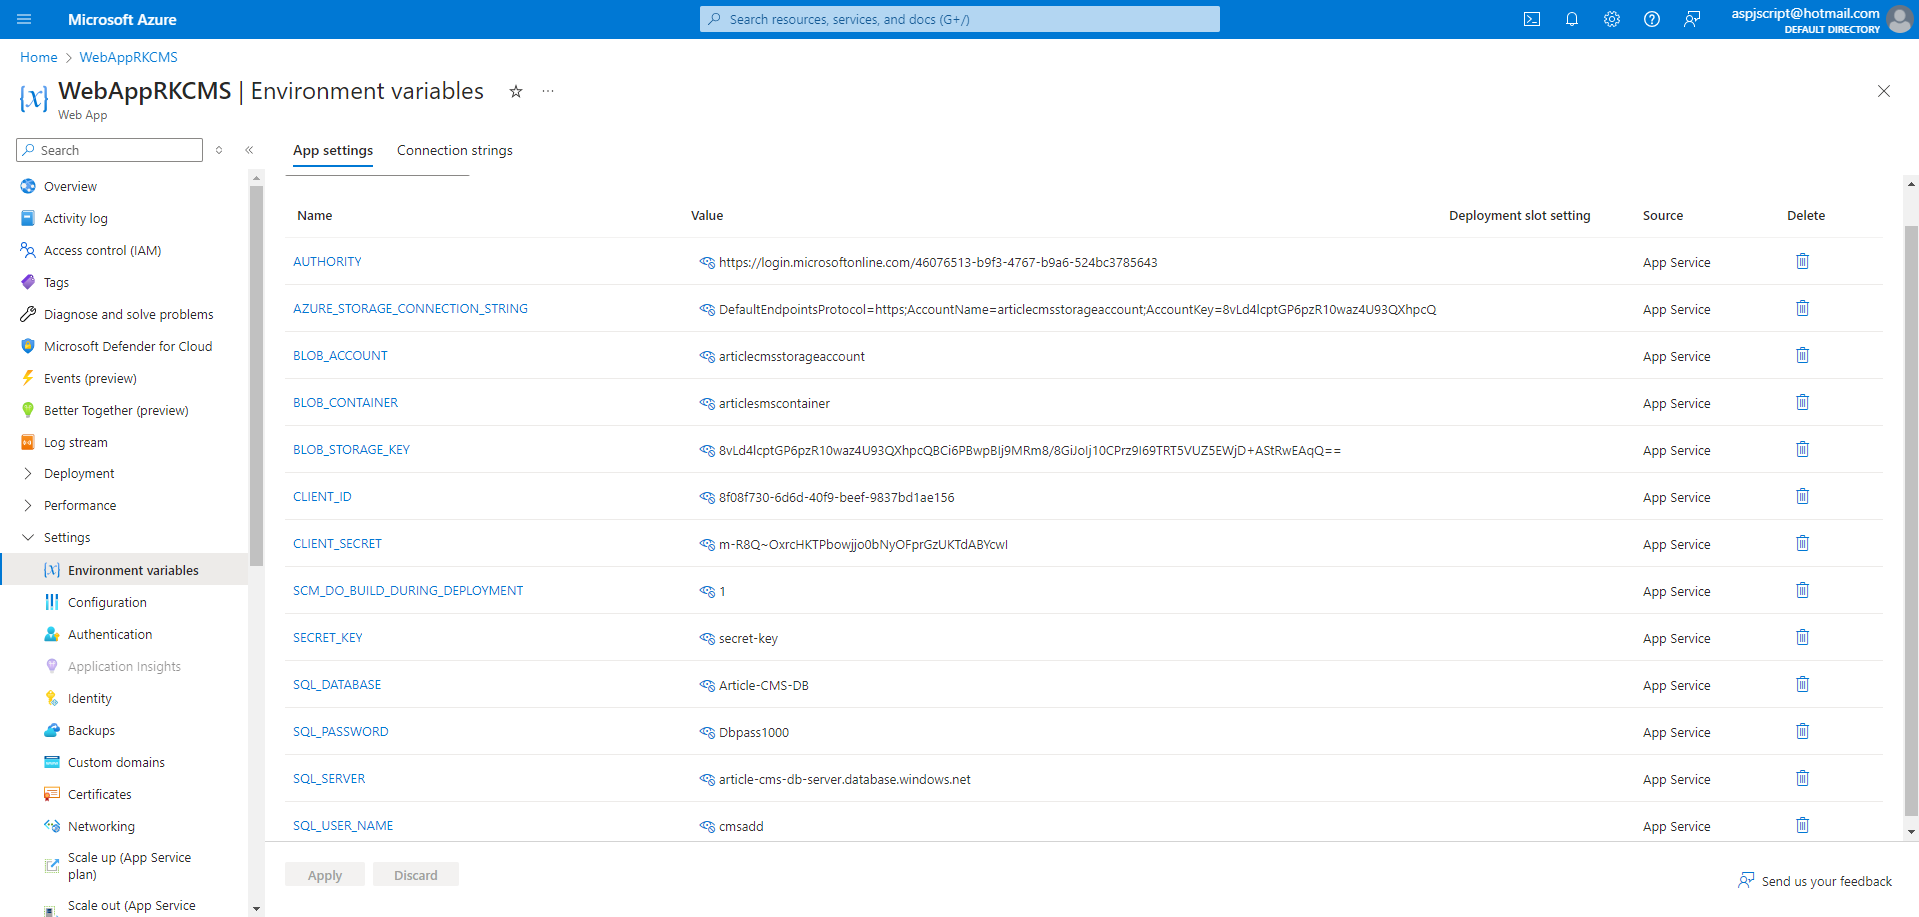 Microsoft Azure
Search resources, services, and docs (G+/)
aspjscript@hotmail.com
DEFAULT DIRECTORY
Home > WebAppRKCMS
WebAppRKCMS | Environment variables
Web App
Search
App settings
Connection strings
Overview
Activity log
Access control (IAM)
Tags
Diagnose and solve problems
Microsoft Defender for Cloud
Events (preview)
Better Together (preview)
Log stream
Deployment
Performance
Settings
Environment variables
Configuration
Authentication
Application Insights
Identity
Backups
Custom domains
Certificates
Networking
Scale up (App Service
plan)
Scale out (App Service
Name Value Deployment slot setting Source Delete
AUTHORITY https://login.microsoftonline.com/46076513-b9f3-4767-b9a6-524bc3785643 App Service
AZURE_STORAGE_CONNECTION_STRING DefaultEndpointsProtocol=https;AccountName=articlecmsstorageaccount;AccountKey=8vLd4lcptGP6pzR10waz4U93QXhpcQ App Service
BLOB_ACCOUNT articlecmsstorageaccount App Service
BLOB_CONTAINER articlesmscontainer App Service
BLOB_STORAGE_KEY 8vLd4lcptGP6pzR10waz4U93QXhpcQBCi6PBwpBIj9MRm8/8GiJoIj10CPrz9I69TRT5VUZ5EWjD+AStRwEAqQ== App Service
CLIENT_ID 8f08f730-6d6d-40f9-beef-9837bd1ae156 App Service
CLIENT_SECRET m-R8Q~OxrcHKTPbowjjo0bNyOFprGzUKTdABYcwI App Service
SCM_DO_BUILD_DURING_DEPLOYMENT 1 App Service
SECRET_KEY secret-key App Service
SQL_DATABASE Article-CMS-DB App Service
SQL_PASSWORD Dbpass1000 App Service
SQL_SERVER article-cms-db-server.database.windows.net App Service
SQL_USER_NAME cmsadd App Service
Apply
Discard
Send us your feedback